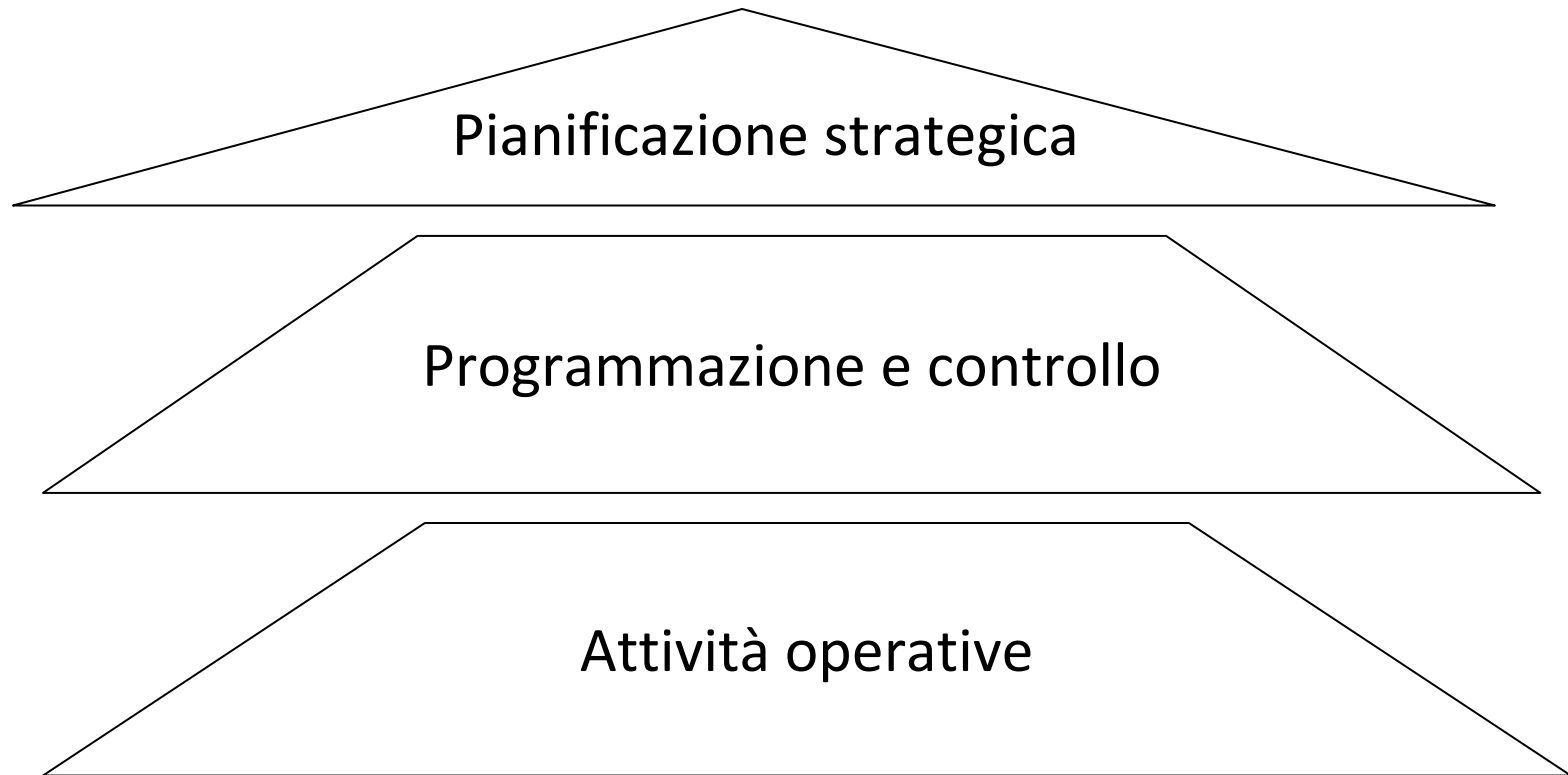 Pianificazione strategica
Programmazione e controllo
Attività operative